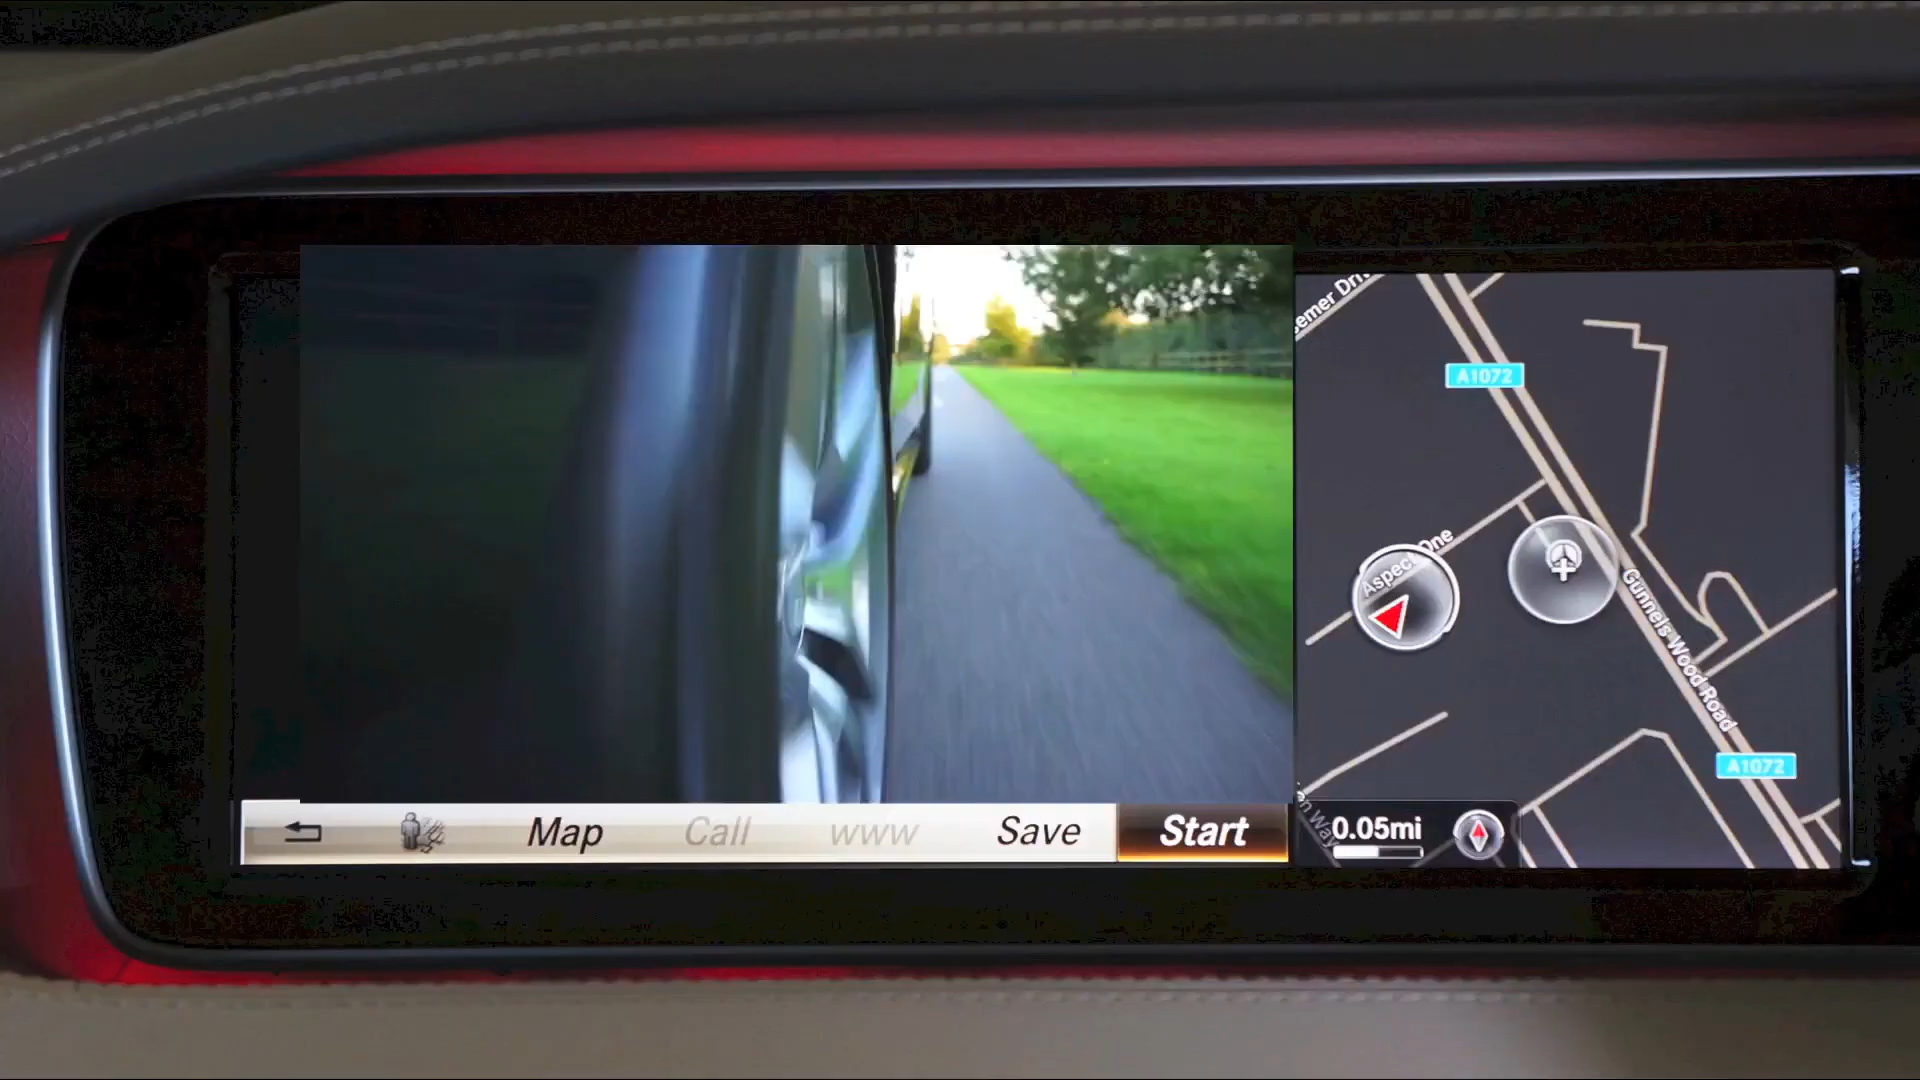 Map
Call
www
Save
Start
A1072
Aspect One
Gunnels Wood Road
A1072
0.05mi